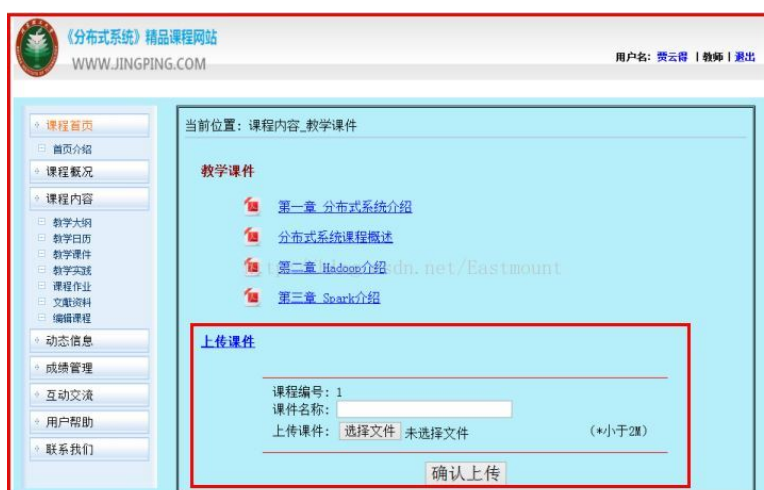 《分布式系统》精品课程网站
WWW.JINGPING.COM
用户名: 贾云得 | 教师 | 退出
课程首页
首页介绍
课程概况
课程内容
教学大纲
教学日历
教学课件
教学实践
课程作业
文献资料
编辑课程
动态信息
成绩管理
互动交流
用户帮助
联系我们
当前位置: 课程内容_教学课件
教学课件
第一章 分布式系统介绍
分布式系统课程概述
第二章 Hadoop介绍
第三章 Spark介绍
sdn.net/Eastmount
上传课件
课程编号: 1
课件名称:
上传课件: 选择文件 未选择文件 (*小于2M)
确认上传